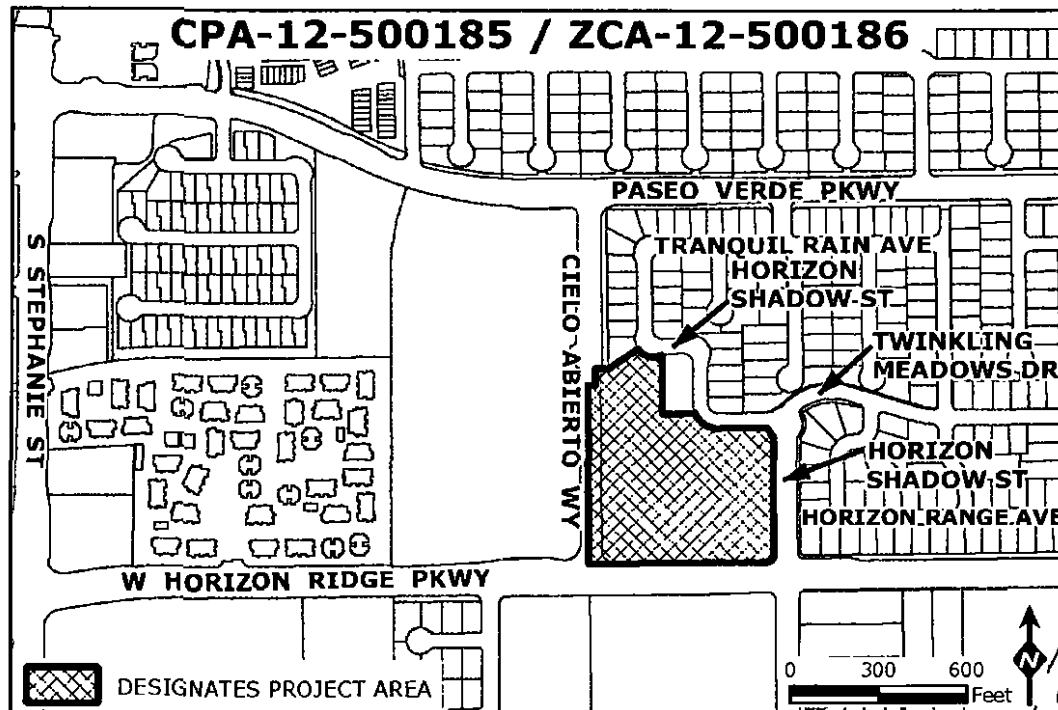 CPA-12-500185 / ZCA-12-500186
PASEO VERDE PKWY
TRANQUIL RAIN AVE
HORIZON
SHADOW ST
TWINKLING
MEADOWS DR
S STEPHANIE ST
CIELO ABIERTO WY
HORIZON
SHADOW ST
HORIZON RANGE AVE
W HORIZON RIDGE PKWY
DESIGNATES PROJECT AREA
0 300 600
Feet
N